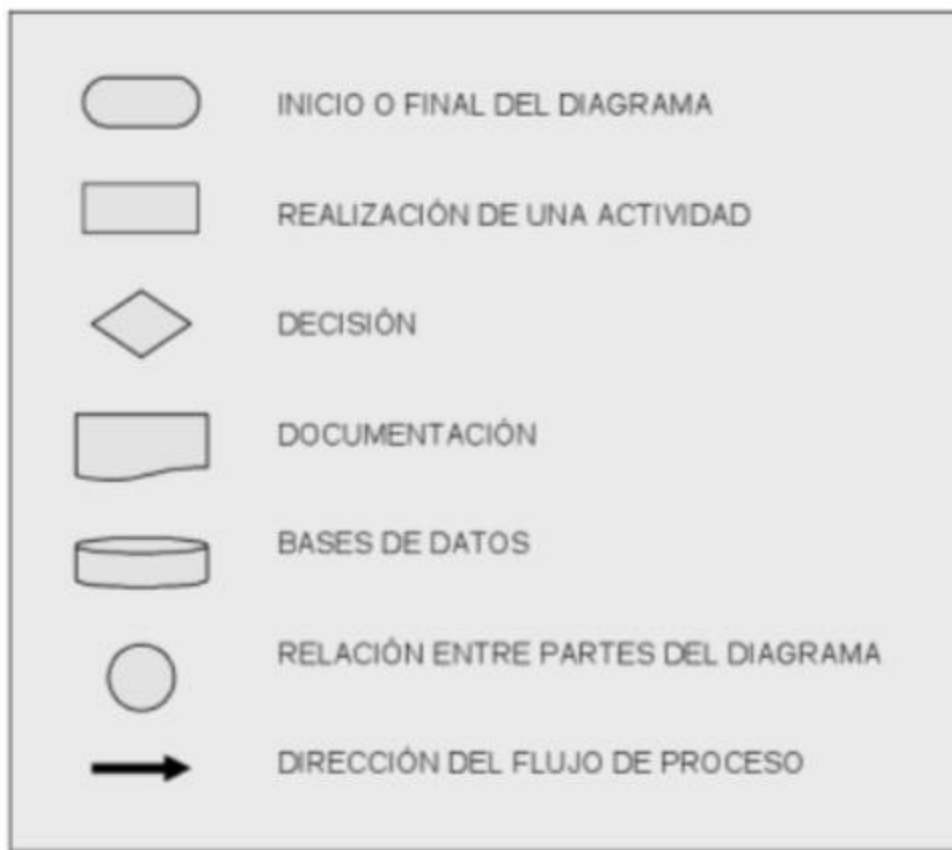 INICIO O FINAL DEL DIAGRAMA
REALIZACIÓN DE UNA ACTIVIDAD
DECISIÓN
DOCUMENTACIÓN
BASES DE DATOS
RELACIÓN ENTRE PARTES DEL DIAGRAMA
DIRECCIÓN DEL FLUJO DE PROCESO